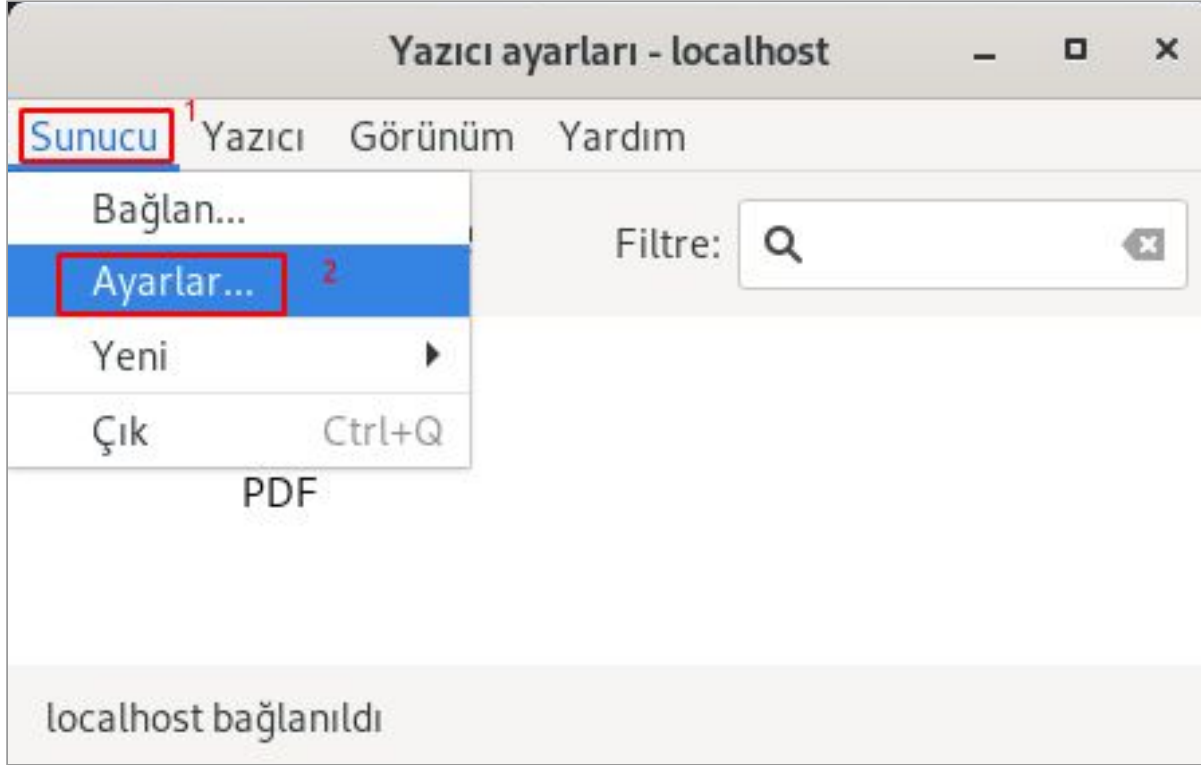 Yazıcı ayarları - localhost
Sunucu 1 Yazıcı Görünüm Yardım
Bağlan...
Filtre:
Ayarlar... 2
Yeni
Çık Ctrl+Q
PDF
localhost bağlanıldı